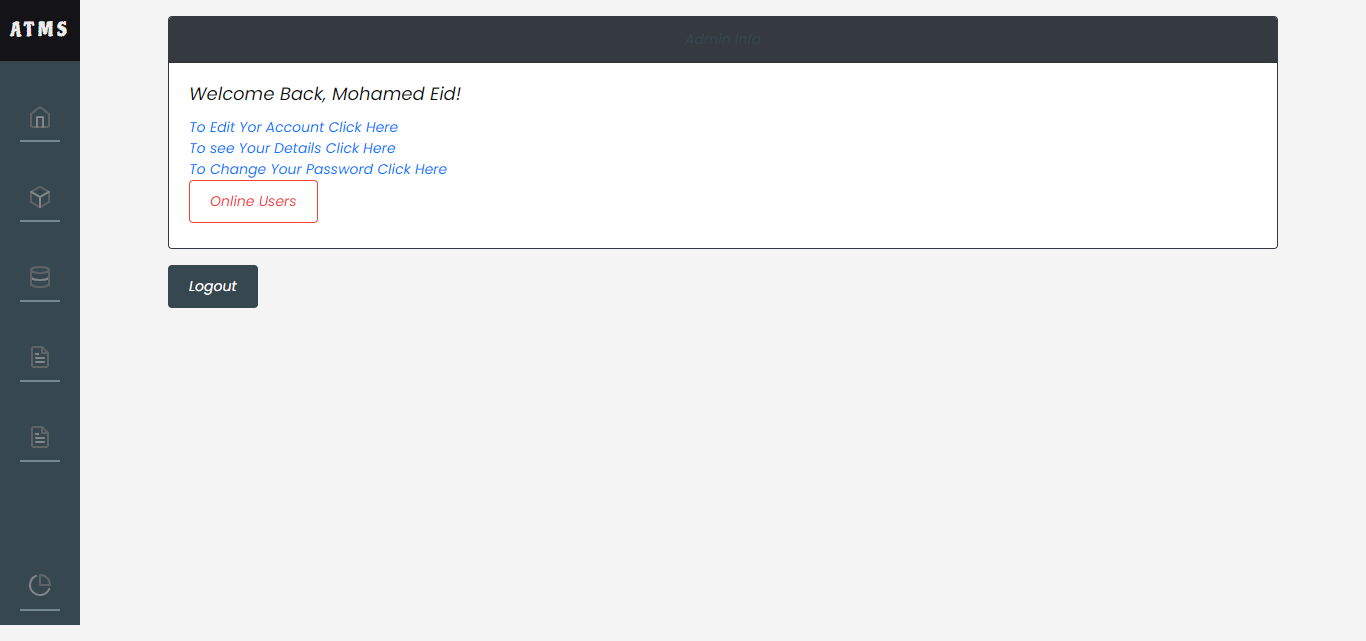 ATMS
Admin Info
Welcome Back, Mohamed Eid!
To Edit Yor Account Click Here
To see Your Details Click Here
To Change Your Password Click Here
Online Users
Logout